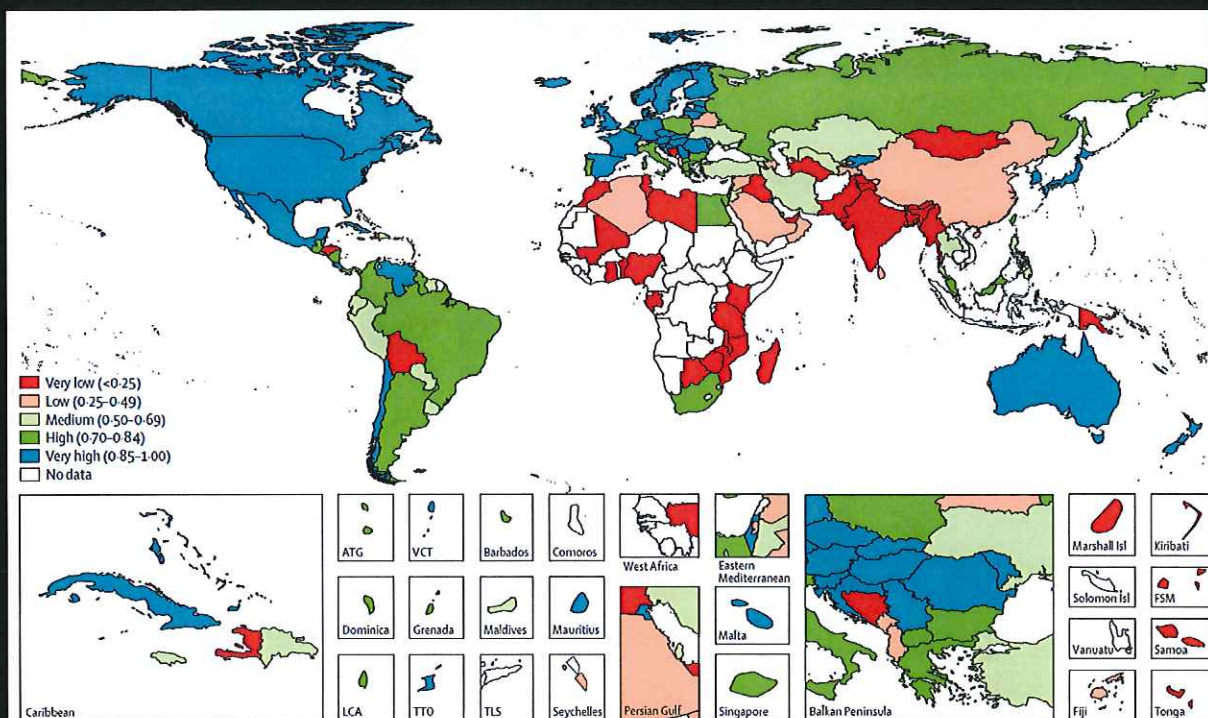 Very low (<0·25)
Low (0·25–0·49)
Medium (0·50–0·69)
High (0·70–0·84)
Very high (0·85–1·00)
No data
Caribbean
ATG
VCT
Barbados
Comoros
Dominica
Grenada
Maldives
Mauritius
LCA
TTO
TLS
Seychelles
West Africa
Eastern
Mediterranean
Persian Gulf
Malta
Singapore
Balkan Peninsula
Marshall Isl
Kiribati
Solomon Isl
FSM
Vanuatu
Samoa
Fiji
Tonga